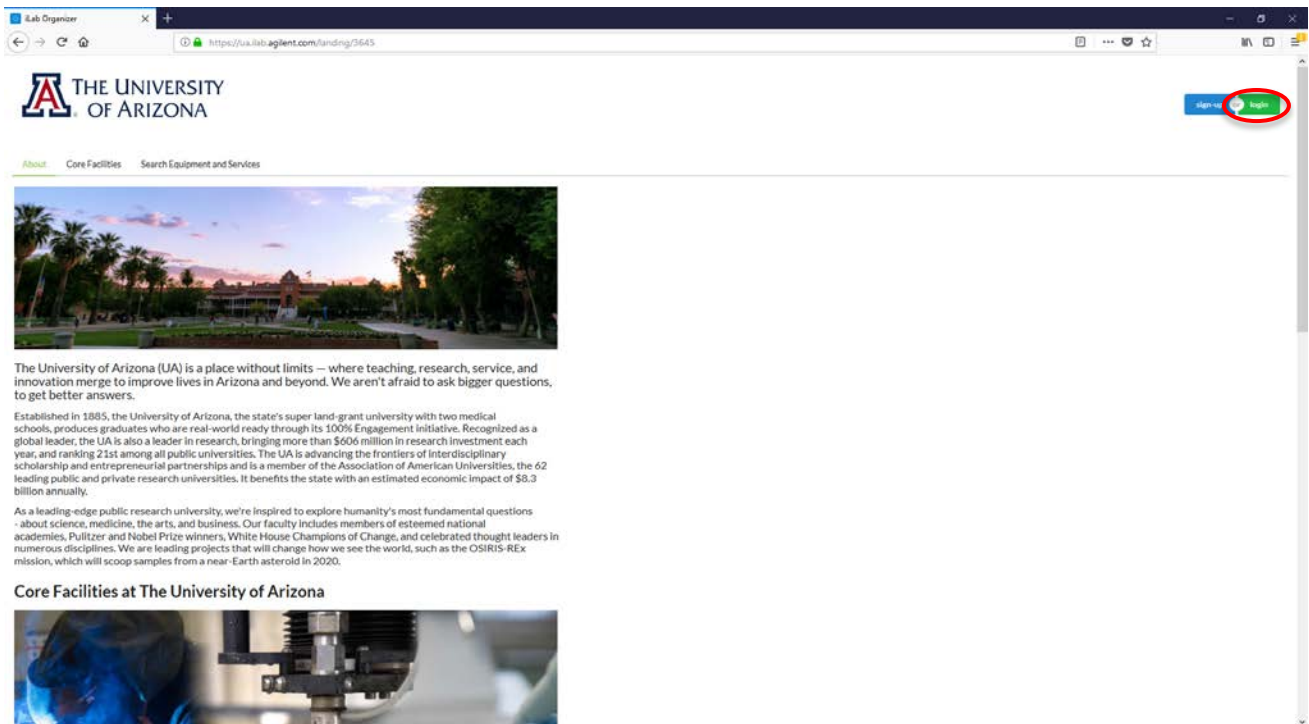 iLab Organizer
https://ua.ilab.agilent.com/landing/3645
THE UNIVERSITY
OF ARIZONA
sign-up or login
About Core Facilities Search Equipment and Services
The University of Arizona (UA) is a place without limits — where teaching, research, service, and
innovation merge to improve lives in Arizona and beyond. We aren't afraid to ask bigger questions,
to get better answers.
Established in 1885, the University of Arizona, the state's super land-grant university with two medical
schools, produces graduates who are real-world ready through its 100% Engagement initiative. Recognized as a
global leader, the UA is also a leader in research, bringing more than $606 million in research investment each
year, and ranking 21st among all public universities. The UA is advancing the frontiers of interdisciplinary
scholarship and entrepreneurial partnerships and is a member of the Association of American Universities, the 62
leading public and private research universities. It benefits the state with an estimated economic impact of $8.3
billion annually.
As a leading-edge public research university, we're inspired to explore humanity's most fundamental questions
- about science, medicine, the arts, and business. Our faculty includes members of esteemed national
academies, Pulitzer and Nobel Prize winners, White House Champions of Change, and celebrated thought leaders in
numerous disciplines. We are leading projects that will change how we see the world, such as the OSIRIS-REx
mission, which will scoop samples from a near-Earth asteroid in 2020.
Core Facilities at The University of Arizona